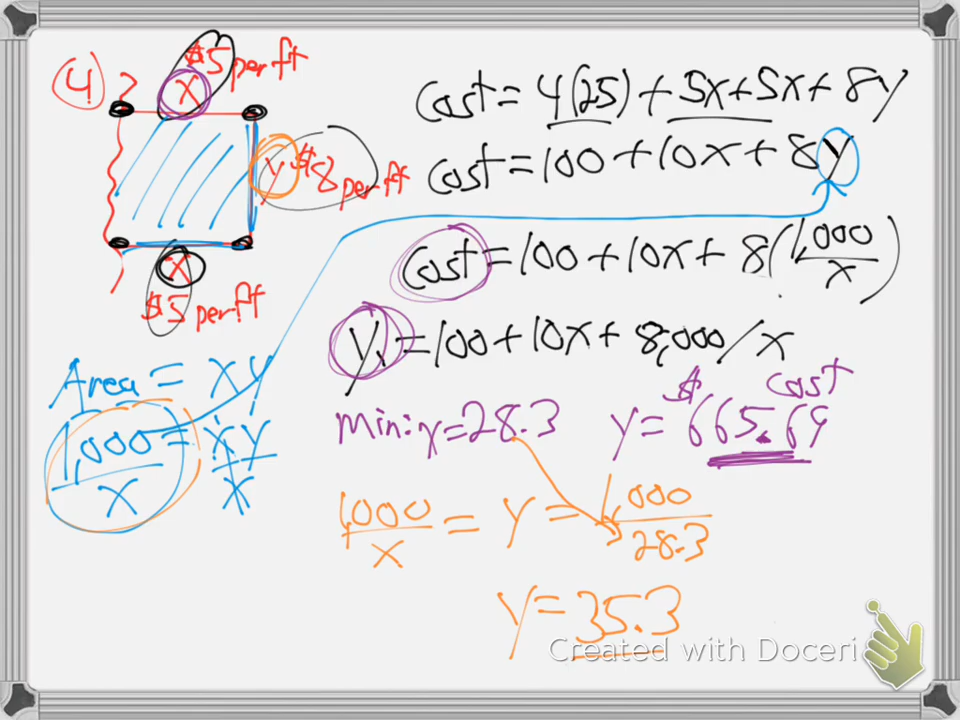 4)
$5 per ft
x
y $8 per ft
x
$5 per ft
Area = xy
1,000 = xy
x x
Cost = 4(25) + 5x + 5x + 8y
Cost = 100 + 10x + 8y
Cost = 100 + 10x + 8(1,000/x)
y₁ = 100 + 10x + 8,000/x
min: x = 28.3 y = $665.69 cost
1,000/x = y = 1,000/28.3
y = 35.3
Created with Doceri